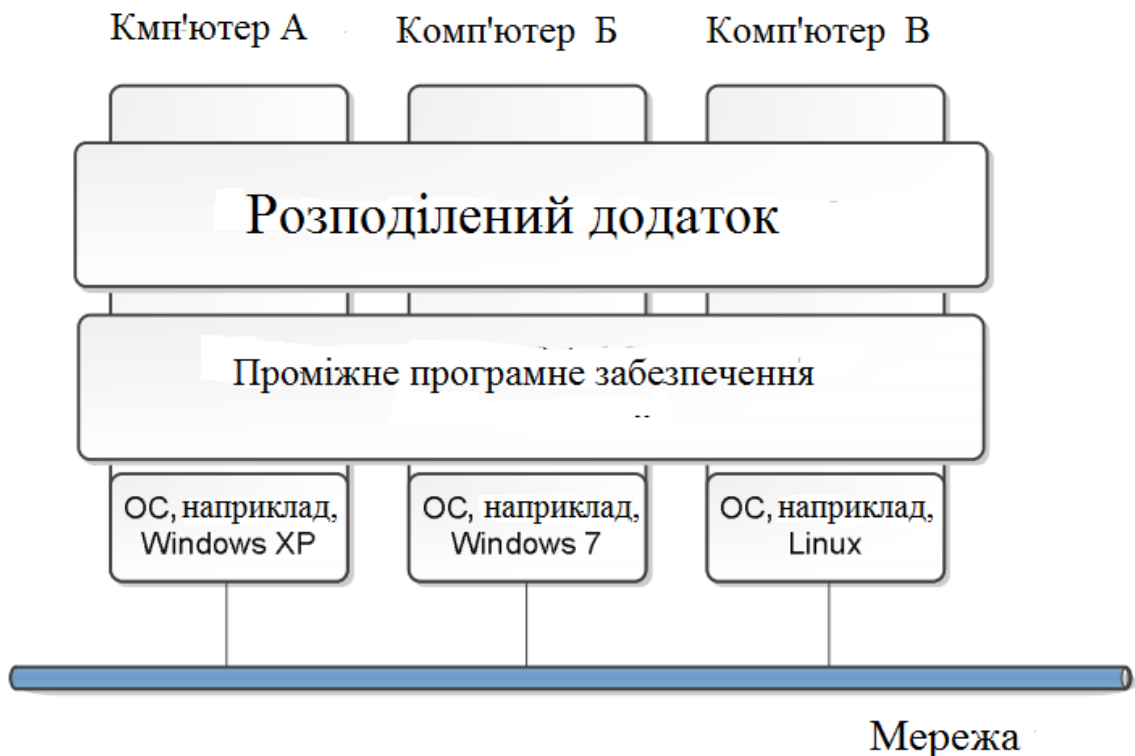 Кмп'ютер А Комп'ютер Б Комп'ютер В
Розподілений додаток
Проміжне програмне забезпечення
ОС, наприклад, Windows XP
ОС, наприклад, Windows 7
ОС, наприклад, Linux
Мережа